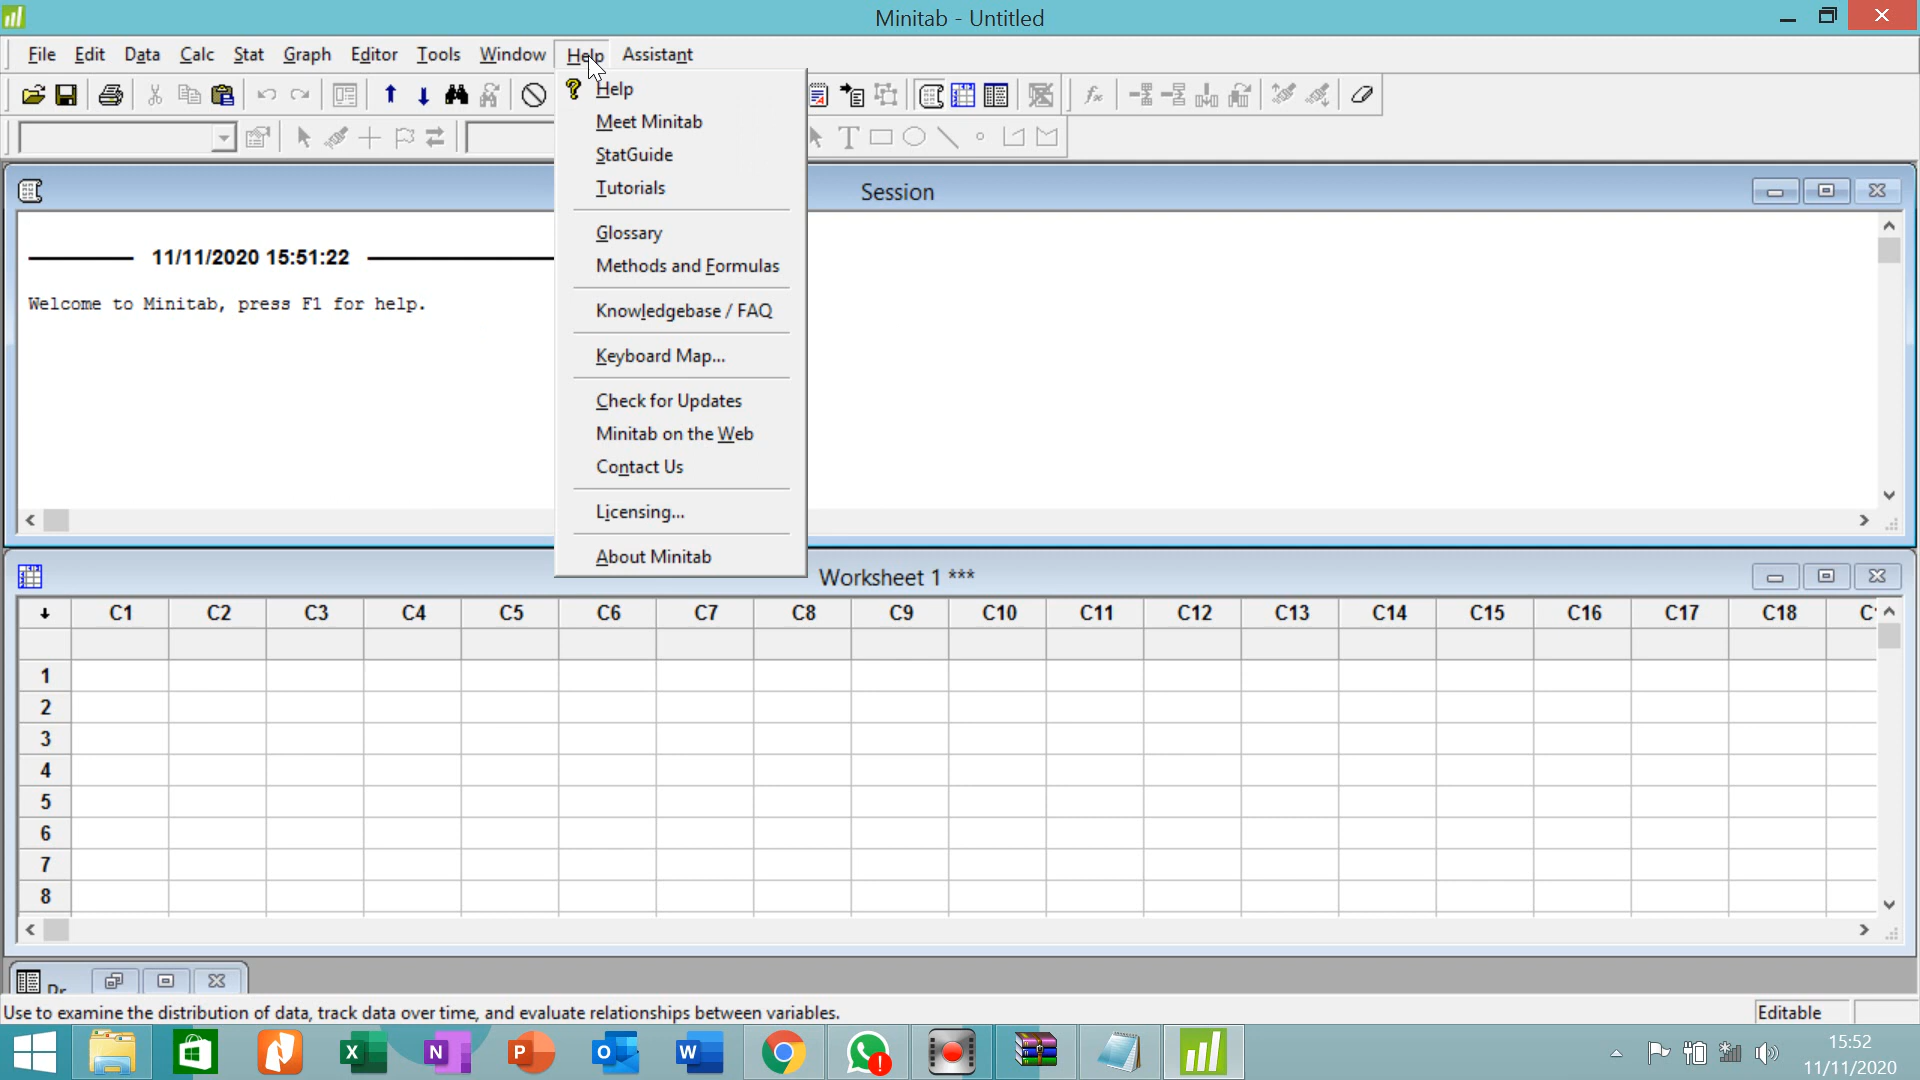 Minitab - Untitled
File Edit Data Calc Stat Graph Editor Tools Window Help Assistant
Help
Meet Minitab
StatGuide
Tutorials
Glossary
Methods and Formulas
Knowledgebase / FAQ
Keyboard Map...
Check for Updates
Minitab on the Web
Contact Us
Licensing...
About Minitab
Session
11/11/2020 15:51:22
Welcome to Minitab, press F1 for help.
Worksheet 1 ***
C1 C2 C3 C4 C5 C6 C7 C8 C9 C10 C11 C12 C13 C14 C15 C16 C17 C18
1
2
3
4
5
6
7
8
Use to examine the distribution of data, track data over time, and evaluate relationships between variables.
Editable
15:52
11/11/2020